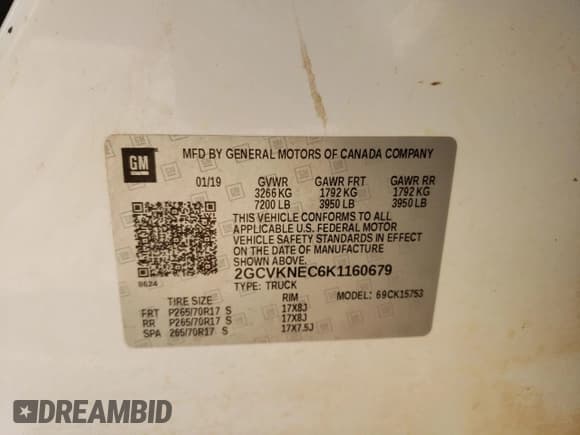 GM
MFD BY GENERAL MOTORS OF CANADA COMPANY
01/19 GVWR GAWR FRT GAWR RR
3266 KG 1792 KG 1792 KG
7200 LB 3950 LB 3950 LB
THIS VEHICLE CONFORMS TO ALL
APPLICABLE U.S. FEDERAL MOTOR
VEHICLE SAFETY STANDARDS IN EFFECT
ON THE DATE OF MANUFACTURE
SHOWN ABOVE.
8624 2GCVKNEC6K1160679
TYPE: TRUCK
TIRE SIZE RIM MODEL: 69CK15753
FRT P265/70R17 S 17X8J
RR P265/70R17 S 17X8J
SPA 265/70R17 S 17X7.5J
DREAMBID